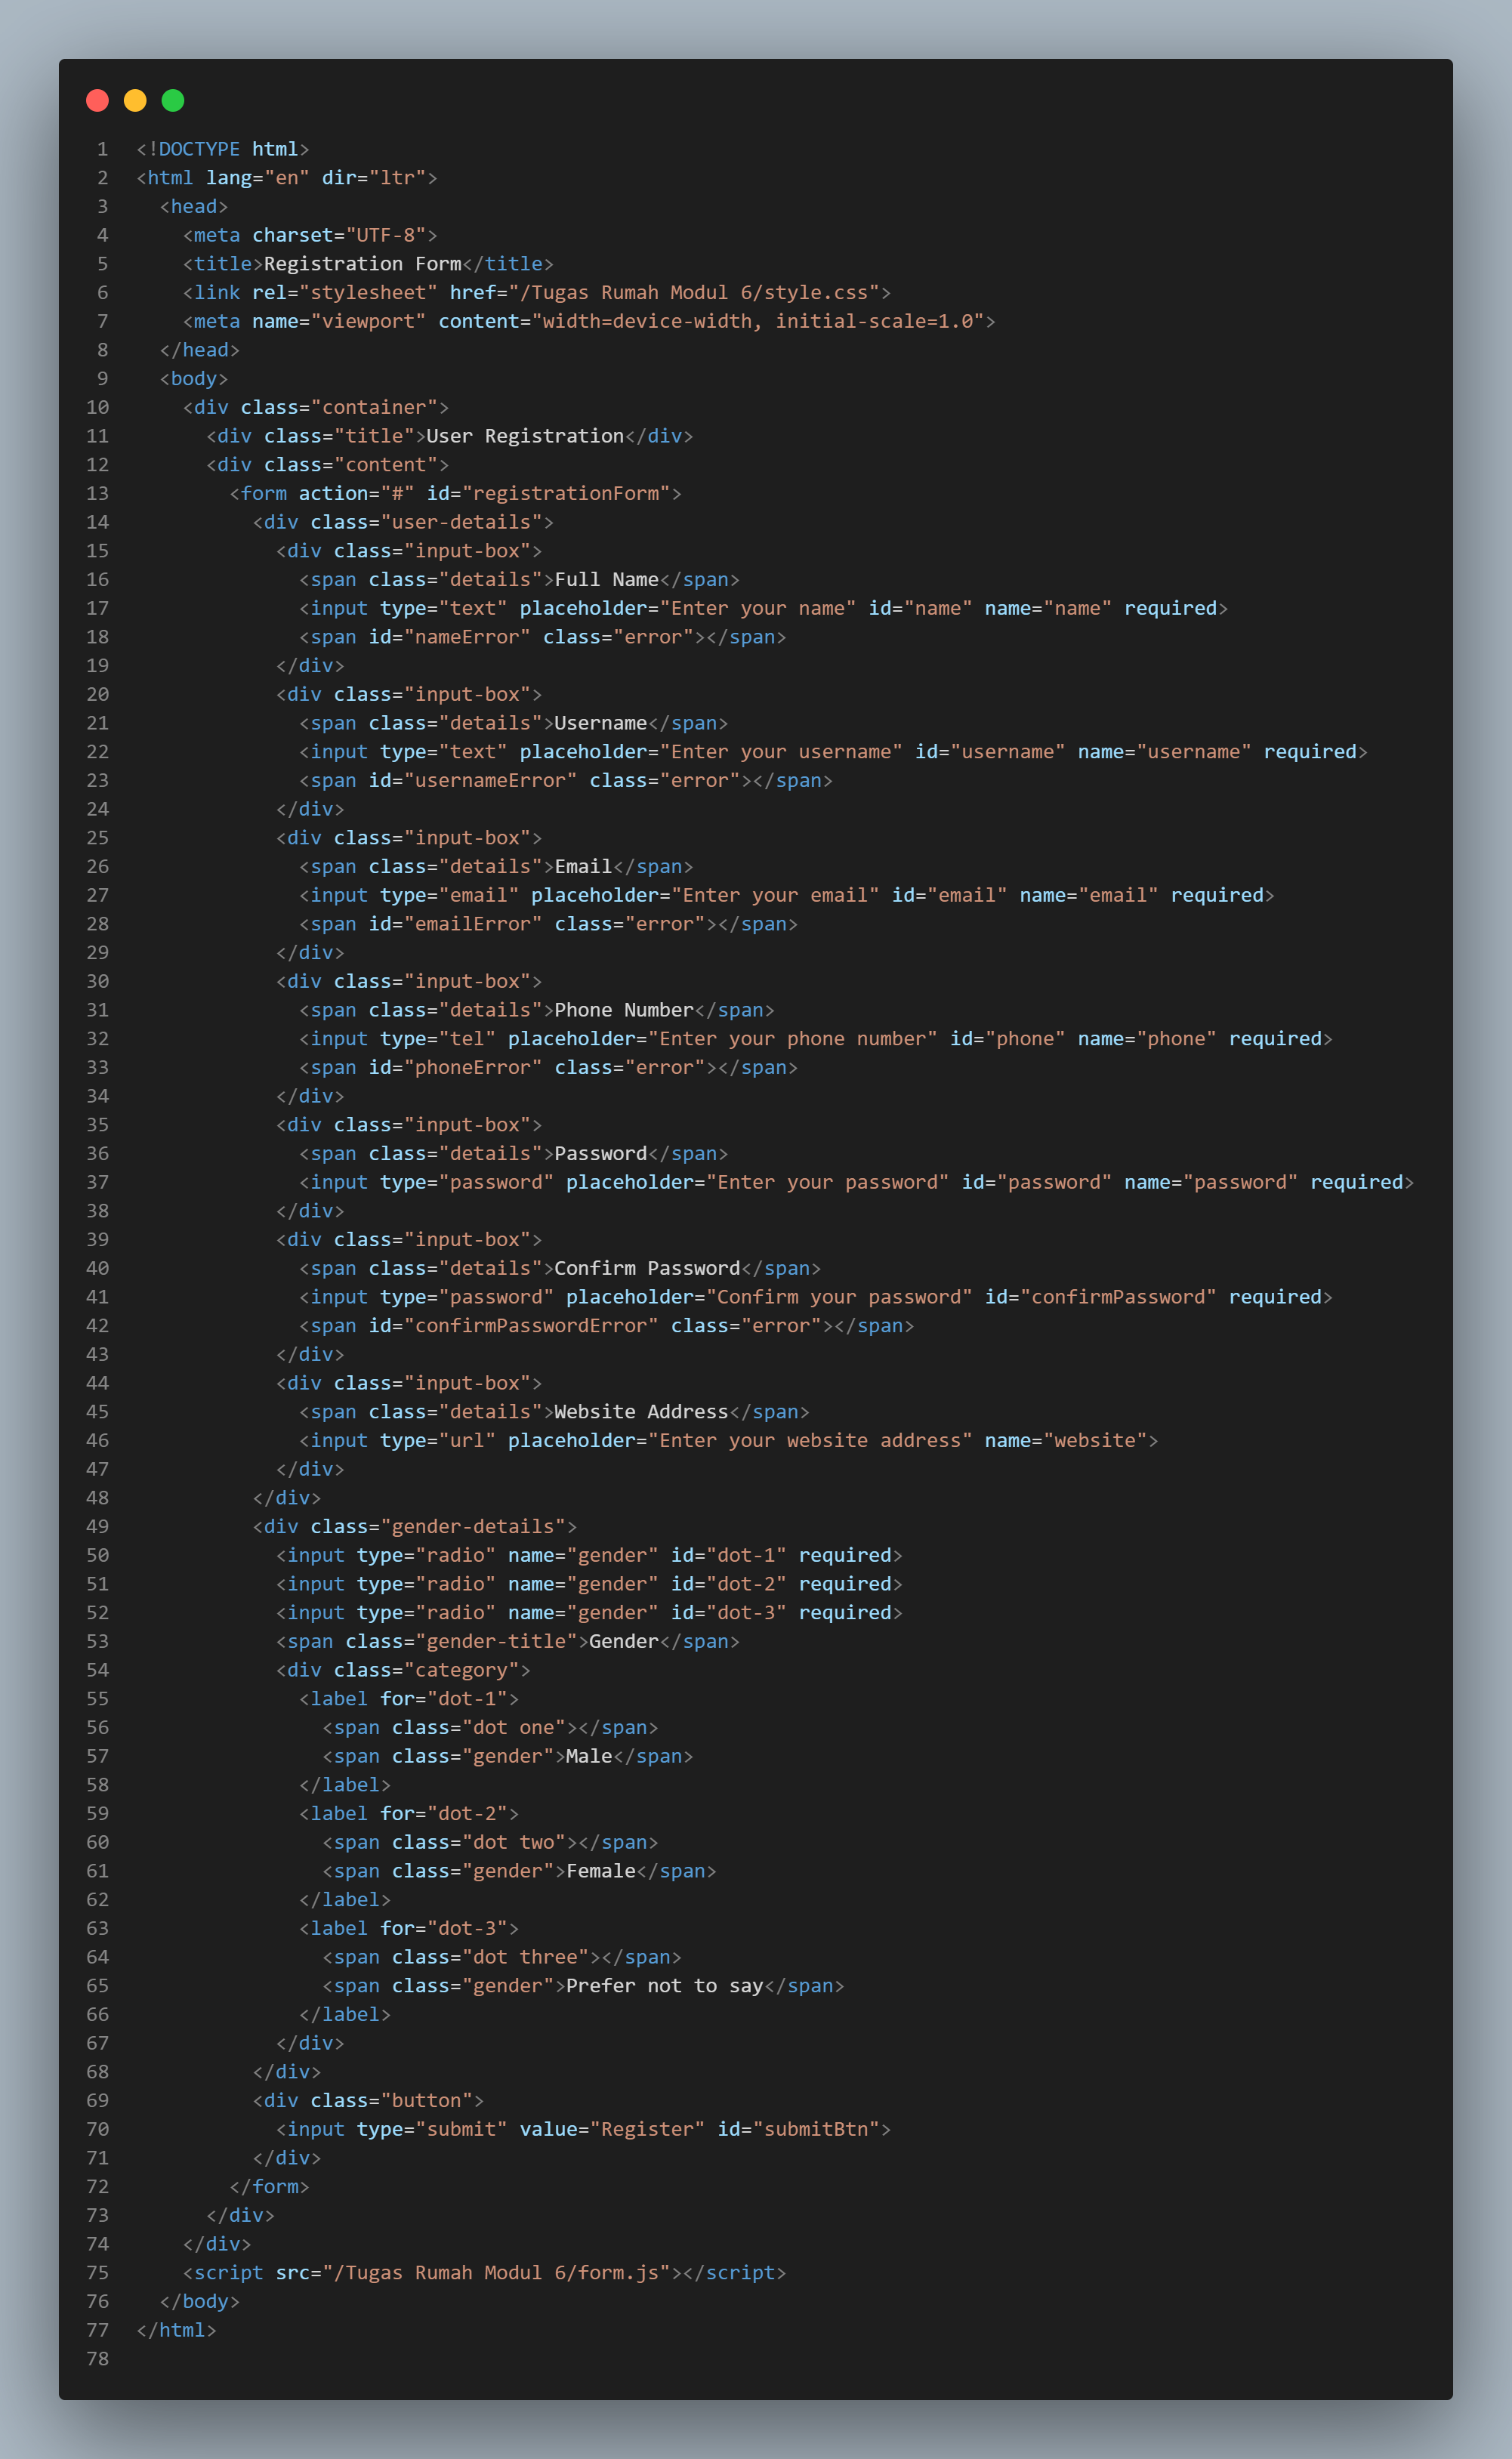 1 <!DOCTYPE html>
2 <html lang="en" dir="ltr">
3   <head>
4     <meta charset="UTF-8">
5     <title>Registration Form</title>
6     <link rel="stylesheet" href="/Tugas Rumah Modul 6/style.css">
7     <meta name="viewport" content="width=device-width, initial-scale=1.0">
8   </head>
9   <body>
10     <div class="container">
11       <div class="title">User Registration</div>
12       <div class="content">
13         <form action="#" id="registrationForm">
14           <div class="user-details">
15             <div class="input-box">
16               <span class="details">Full Name</span>
17               <input type="text" placeholder="Enter your name" id="name" name="name" required>
18               <span id="nameError" class="error"></span>
19             </div>
20             <div class="input-box">
21               <span class="details">Username</span>
22               <input type="text" placeholder="Enter your username" id="username" name="username" required>
23               <span id="usernameError" class="error"></span>
24             </div>
25             <div class="input-box">
26               <span class="details">Email</span>
27               <input type="email" placeholder="Enter your email" id="email" name="email" required>
28               <span id="emailError" class="error"></span>
29             </div>
30             <div class="input-box">
31               <span class="details">Phone Number</span>
32               <input type="tel" placeholder="Enter your phone number" id="phone" name="phone" required>
33               <span id="phoneError" class="error"></span>
34             </div>
35             <div class="input-box">
36               <span class="details">Password</span>
37               <input type="password" placeholder="Enter your password" id="password" name="password" required>
38             </div>
39             <div class="input-box">
40               <span class="details">Confirm Password</span>
41               <input type="password" placeholder="Confirm your password" id="confirmPassword" required>
42               <span id="confirmPasswordError" class="error"></span>
43             </div>
44             <div class="input-box">
45               <span class="details">Website Address</span>
46               <input type="url" placeholder="Enter your website address" name="website">
47             </div>
48           </div>
49           <div class="gender-details">
50             <input type="radio" name="gender" id="dot-1" required>
51             <input type="radio" name="gender" id="dot-2" required>
52             <input type="radio" name="gender" id="dot-3" required>
53             <span class="gender-title">Gender</span>
54             <div class="category">
55               <label for="dot-1">
56                 <span class="dot one"></span>
57                 <span class="gender">Male</span>
58               </label>
59               <label for="dot-2">
60                 <span class="dot two"></span>
61                 <span class="gender">Female</span>
62               </label>
63               <label for="dot-3">
64                 <span class="dot three"></span>
65                 <span class="gender">Prefer not to say</span>
66               </label>
67             </div>
68           </div>
69           <div class="button">
70             <input type="submit" value="Register" id="submitBtn">
71           </div>
72         </form>
73       </div>
74     </div>
75     <script src="/Tugas Rumah Modul 6/form.js"></script>
76   </body>
77 </html>
78